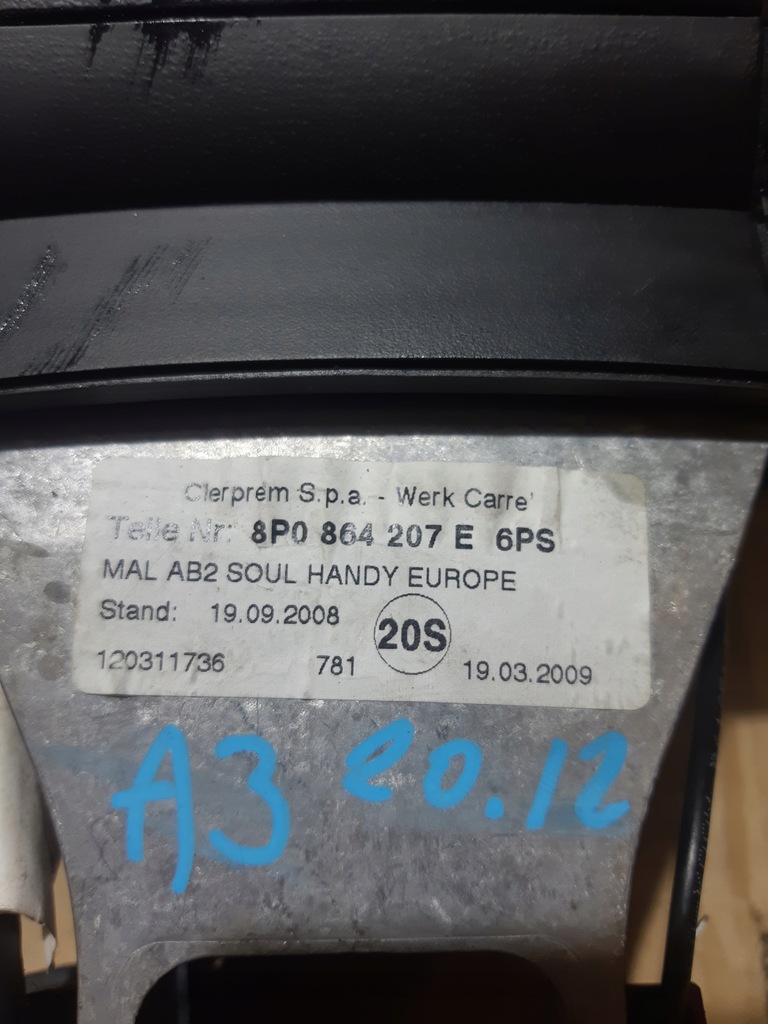 Clerprem S.p.a. - Werk Carre'
Teile Nr: 8P0 864 207 E 6PS
MAL AB2 SOUL HANDY EUROPE
Stand: 19.09.2008 20S
120311736 781 19.03.2009
A3 20.12